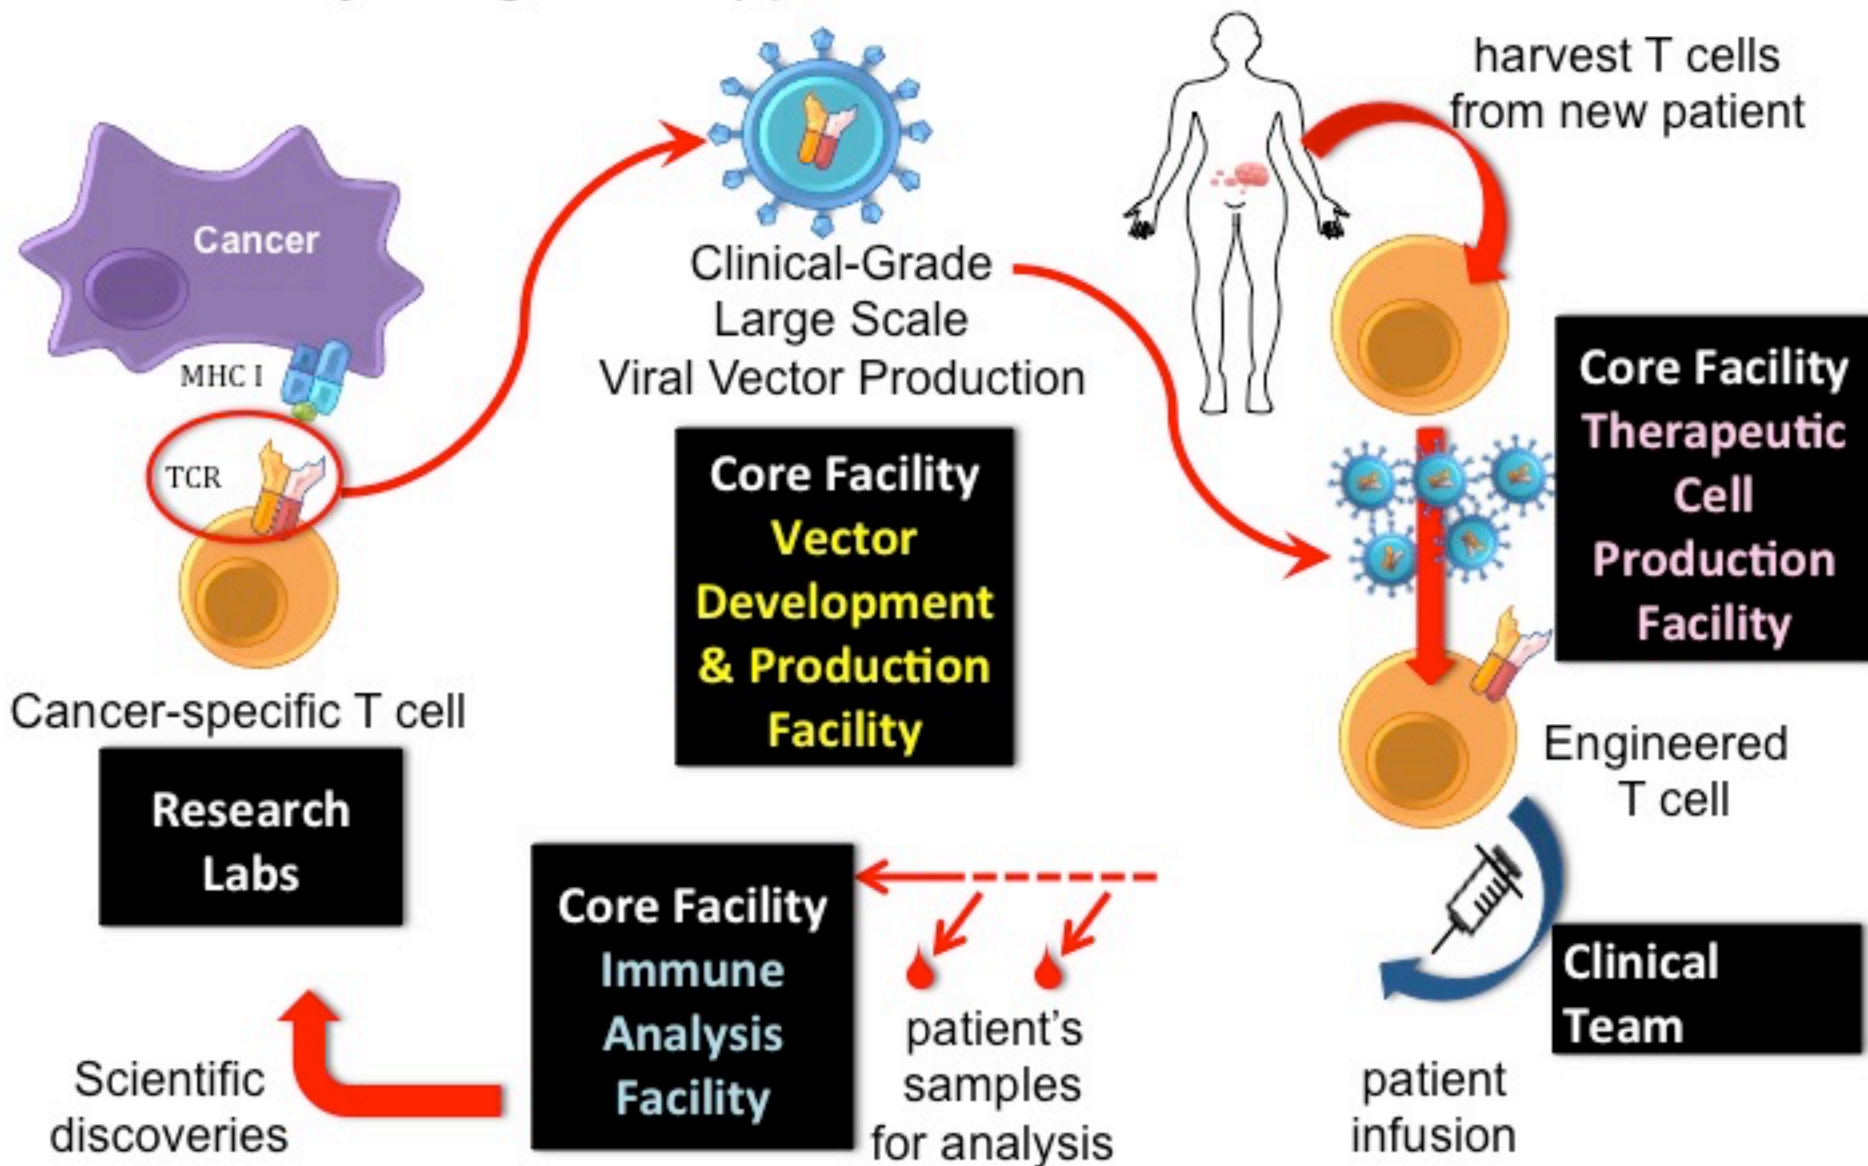 Cancer
MHC I
TCR
Cancer-specific T cell
Research
Labs
Clinical-Grade
Large Scale
Viral Vector Production
Core Facility
Vector
Development
& Production
Facility
harvest T cells
from new patient
Core Facility
Therapeutic
Cell
Production
Facility
Engineered
T cell
Clinical
Team
patient
infusion
patient’s
samples
for analysis
Core Facility
Immune
Analysis
Facility
Scientific
discoveries